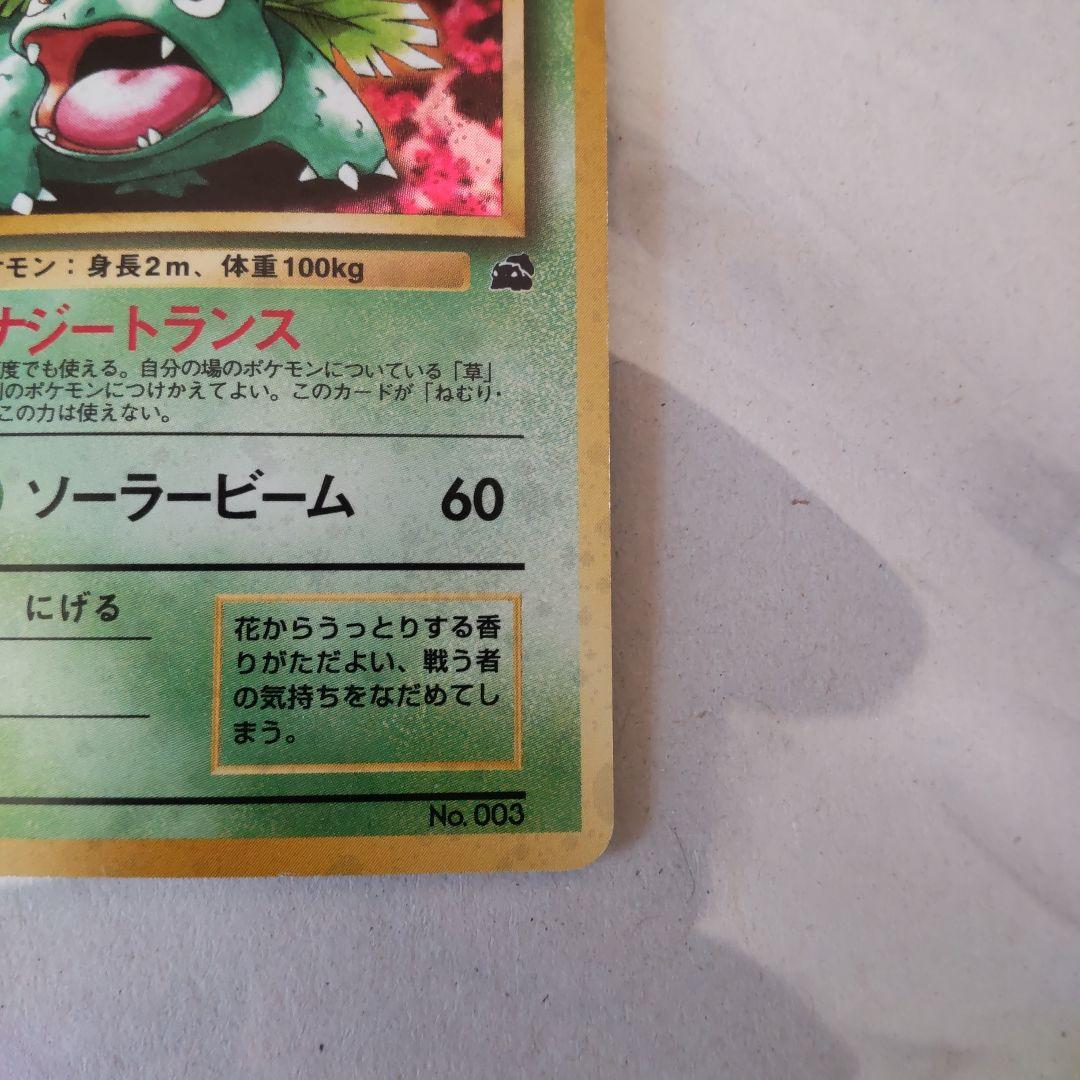 モン：身長2m、体重100kg
ナジートランス
度でも使える。自分の場のポケモンについている「草」
のポケモンにつけかえてよい。このカードが「ねむり・
この力は使えない。
ソーラービーム 60
にげる
花からうっとりする香
りがただよい、戦う者
の気持ちをなだめてし
まう。
No. 003